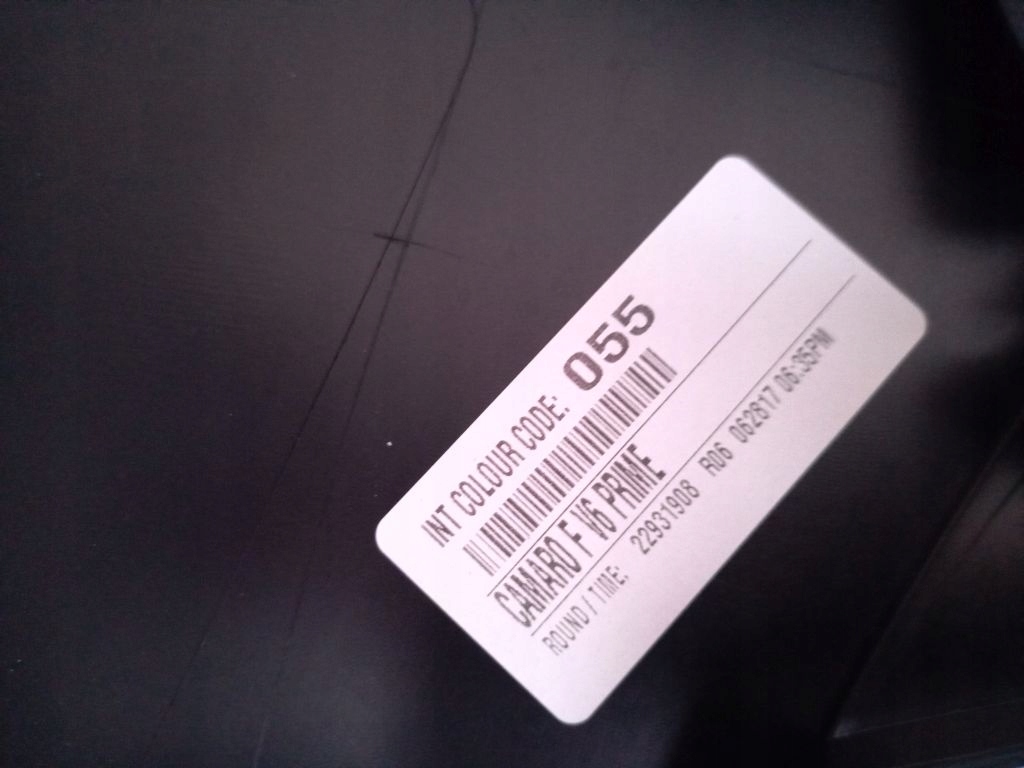 INT COLOUR CODE: 055
CAMARO F V6 PRIME
ROUND / TIME: 22931908 R06 062817 06:35PM